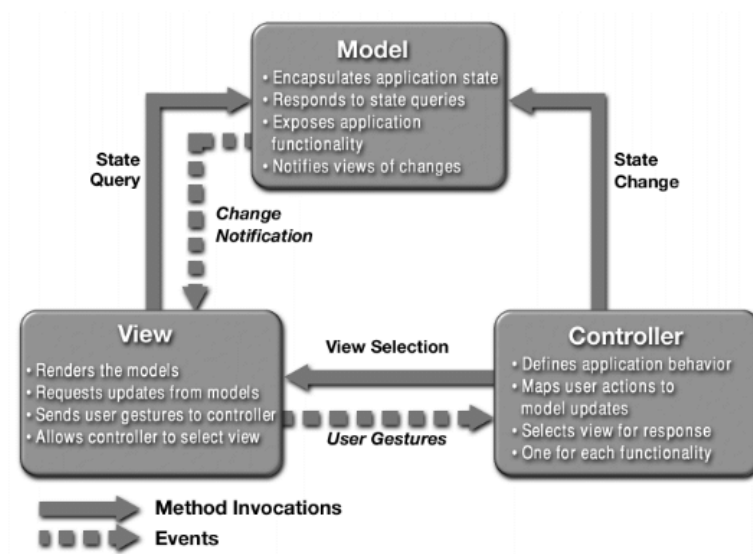 Model
• Encapsulates application state
• Responds to state queries
• Exposes application
functionality
• Notifies views of changes
State
Query
Change
Notification
State
Change
View
• Renders the models
• Requests updates from models
• Sends user gestures to controller
• Allows controller to select view
View Selection
User Gestures
Controller
• Defines application behavior
• Maps user actions to
model updates
• Selects view for response
• One for each functionality
Method Invocations
Events